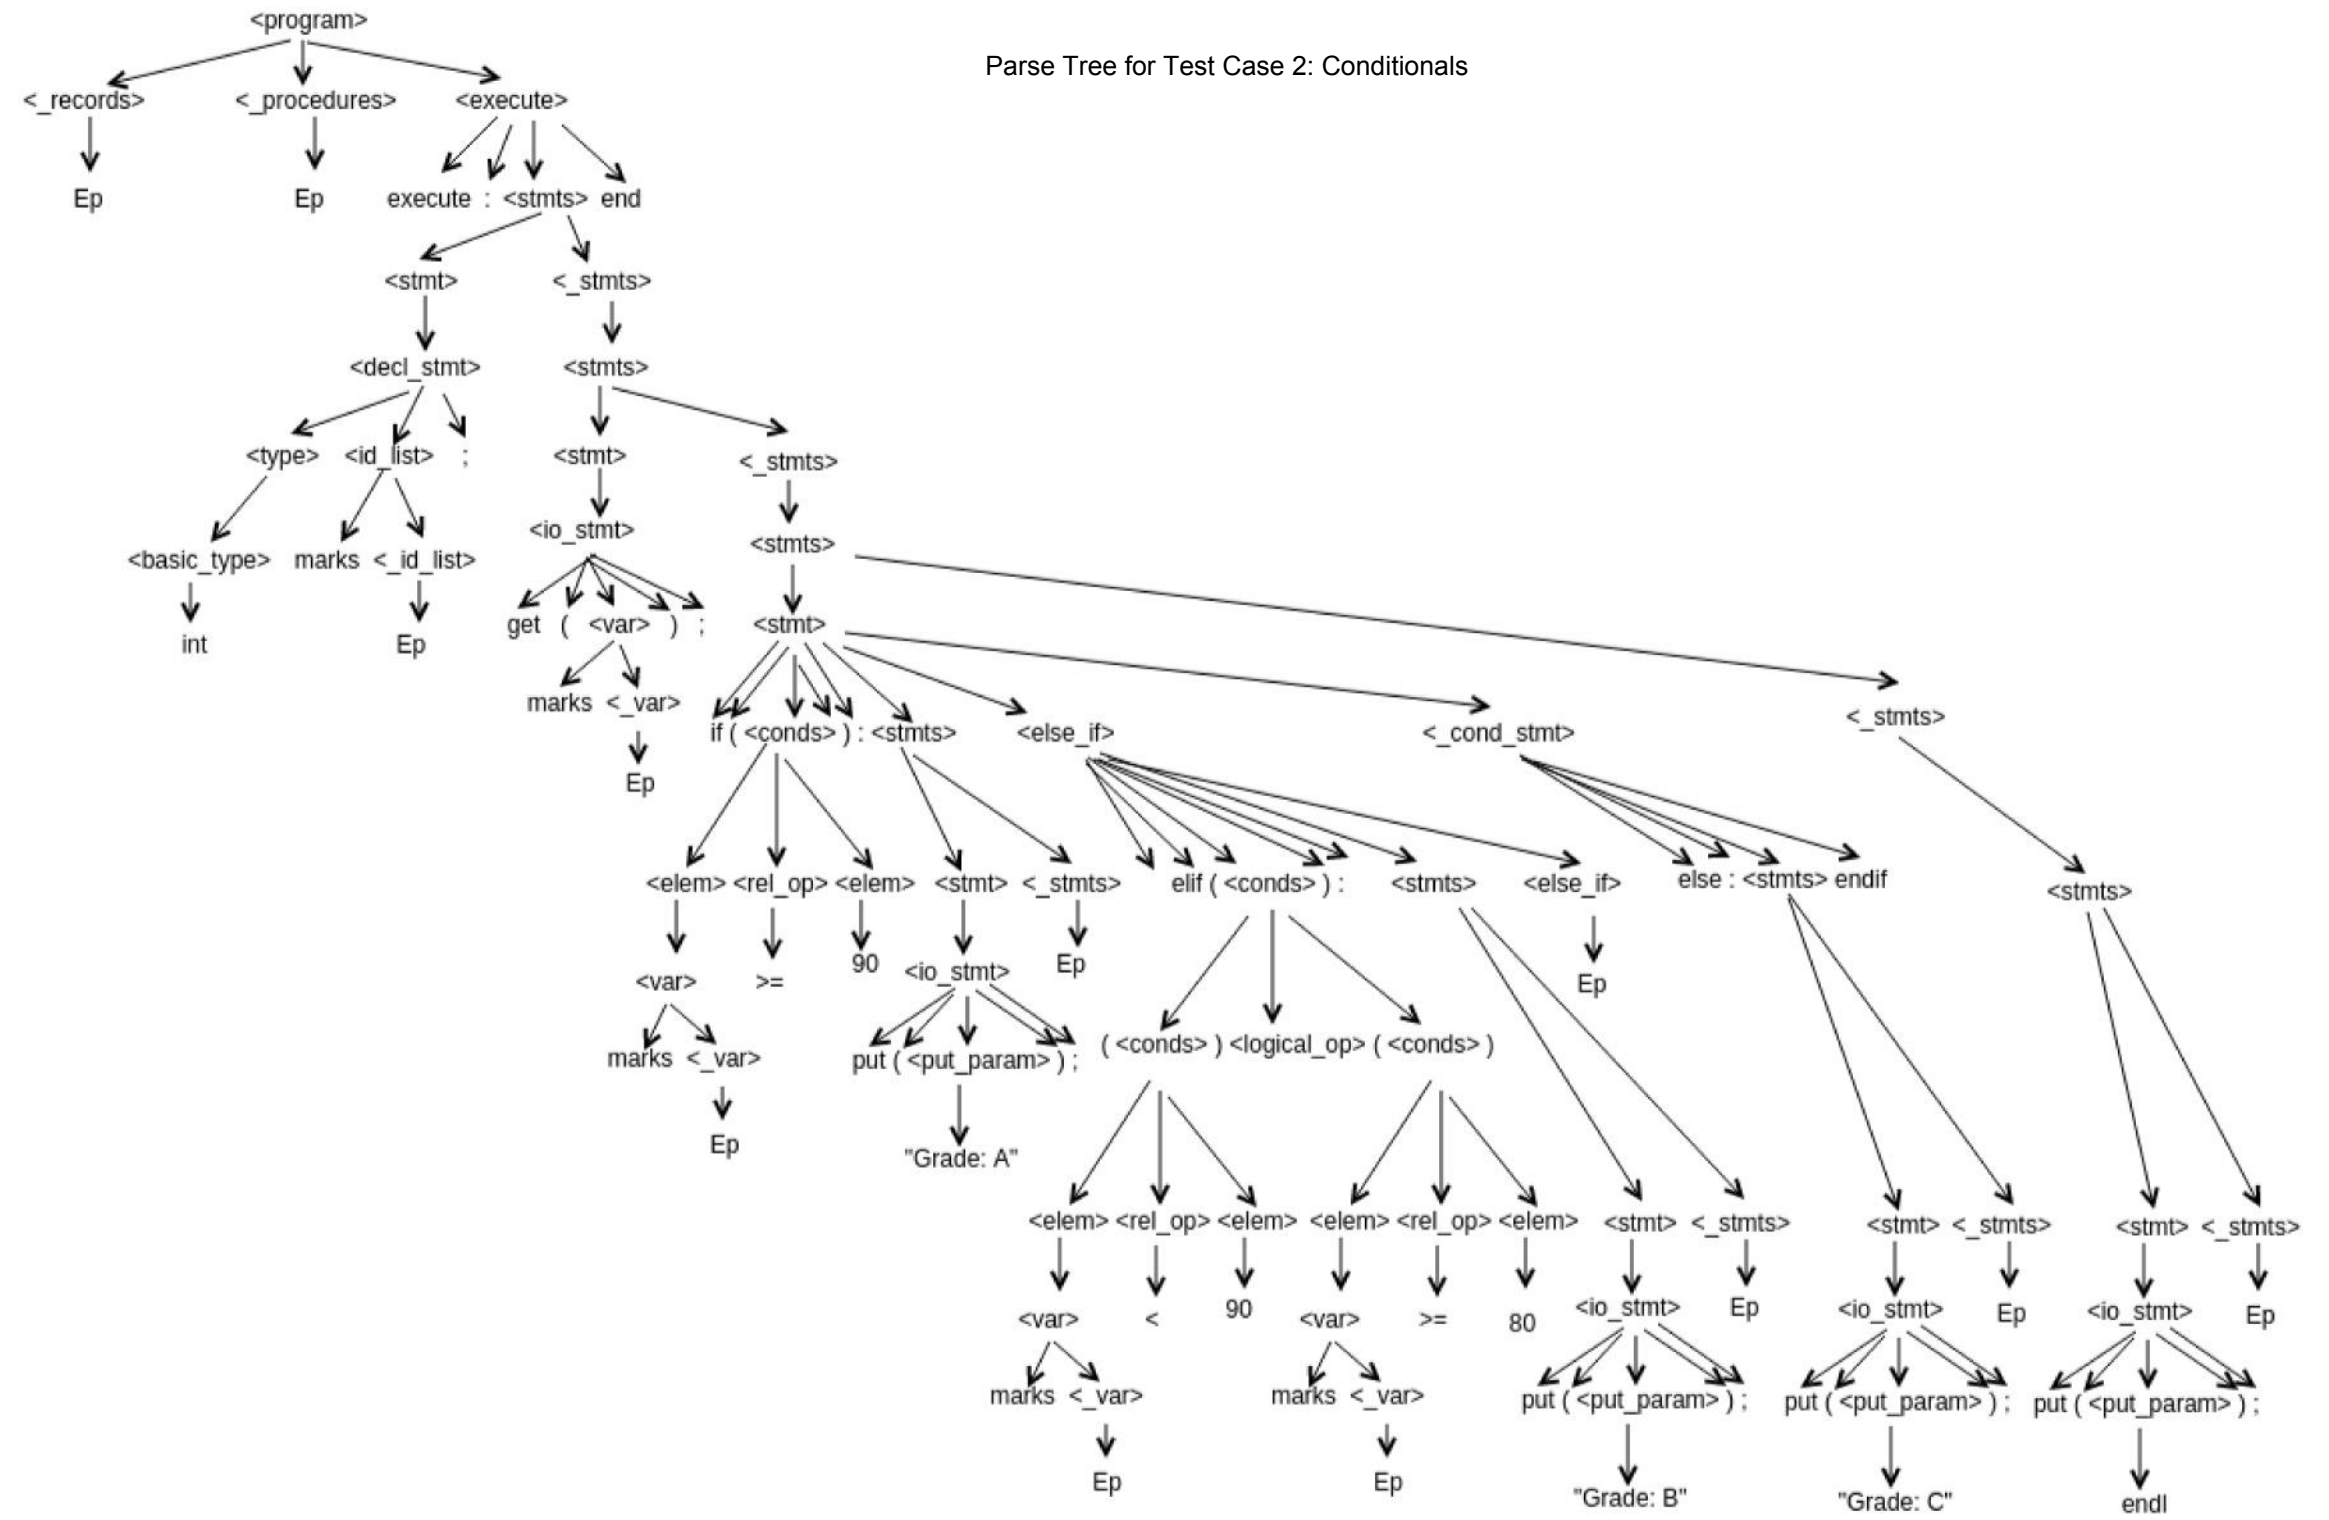 <program>
Parse Tree for Test Case 2: Conditionals
<_records> <_procedures> <execute>
Ep Ep execute : <stmts> end
<stmt> <_stmts>
<decl_stmt> <stmts>
<type> <id_list> ; <stmt> <_stmts>
<io_stmt> <stmts>
<basic_type> marks <_id_list>
int Ep get ( <var> ) ; <stmt>
marks <_var> <_stmts>
if ( <conds> ) : <stmts> <else_if> <_cond_stmt>
Ep
<elem> <rel_op> <elem> <stmt> <_stmts> elif ( <conds> ) : <stmts> <else_if> else : <stmts> endif <stmts>
<var> >= 90 <io_stmt> Ep Ep
marks <_var> put ( <put_param> ) ; ( <conds> ) <logical_op> ( <conds> )
Ep "Grade: A"
<elem> <rel_op> <elem> <elem> <rel_op> <elem> <stmt> <_stmts> <stmt> <_stmts> <stmt> <_stmts>
<var> < 90 <var> >= 80 <io_stmt> Ep <io_stmt> Ep <io_stmt> Ep
marks <_var> marks <_var> put ( <put_param> ) ; put ( <put_param> ) ; put ( <put_param> ) ;
Ep Ep "Grade: B" "Grade: C" endl